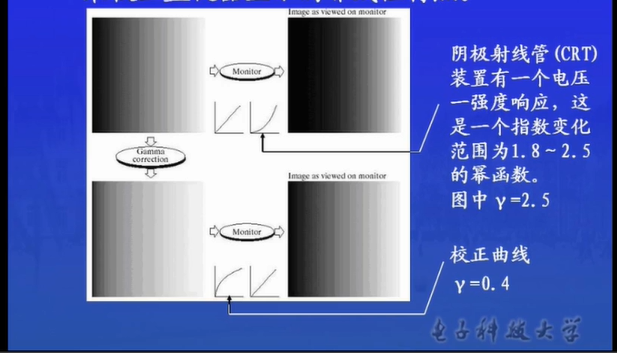 Image as viewed on monitor
Monitor
Gamma
correction
Image as viewed on monitor
Monitor
阴极射线管(CRT)
装置有一个电压
—强度响应，这
是一个指数变化
范围为1.8～2.5
的幂函数。
图中 γ=2.5
校正曲线
γ=0.4
电子科技大学